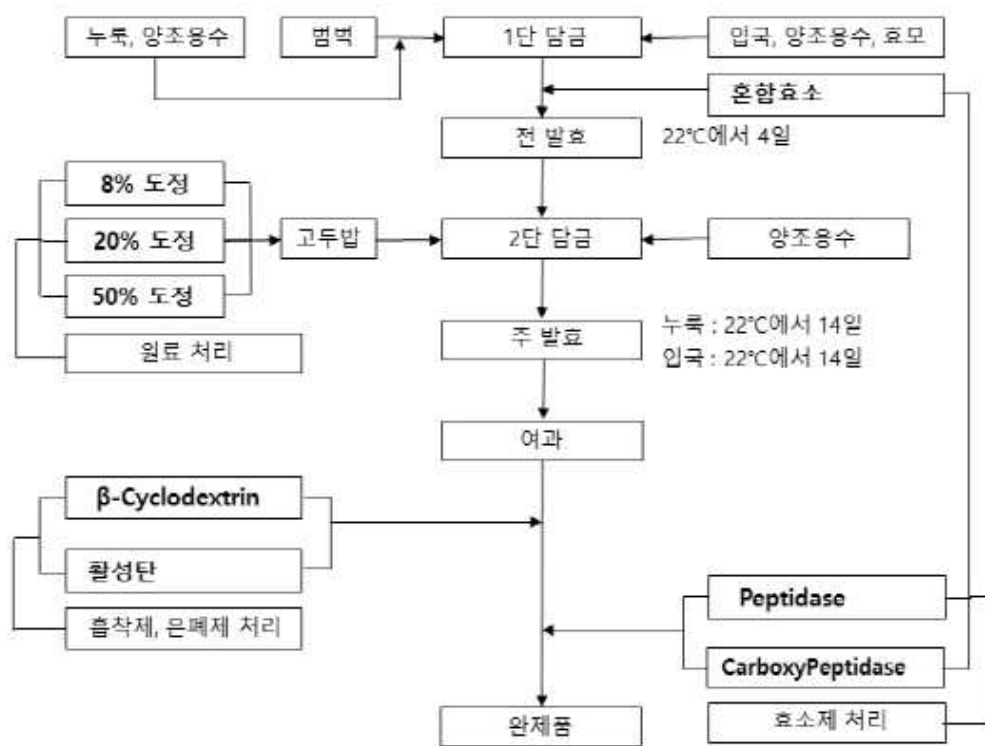 누룩, 양조용수
범벅
1단 담금
입국, 양조용수, 효모
혼합효소
전 발효
22℃에서 4일
8% 도정
20% 도정
50% 도정
고두밥
2단 담금
양조용수
원료 처리
주 발효
누룩 : 22℃에서 14일
입국 : 22℃에서 14일
여과
β-Cyclodextrin
활성탄
흡착제, 은폐제 처리
Peptidase
CarboxyPeptidase
효소제 처리
완제품